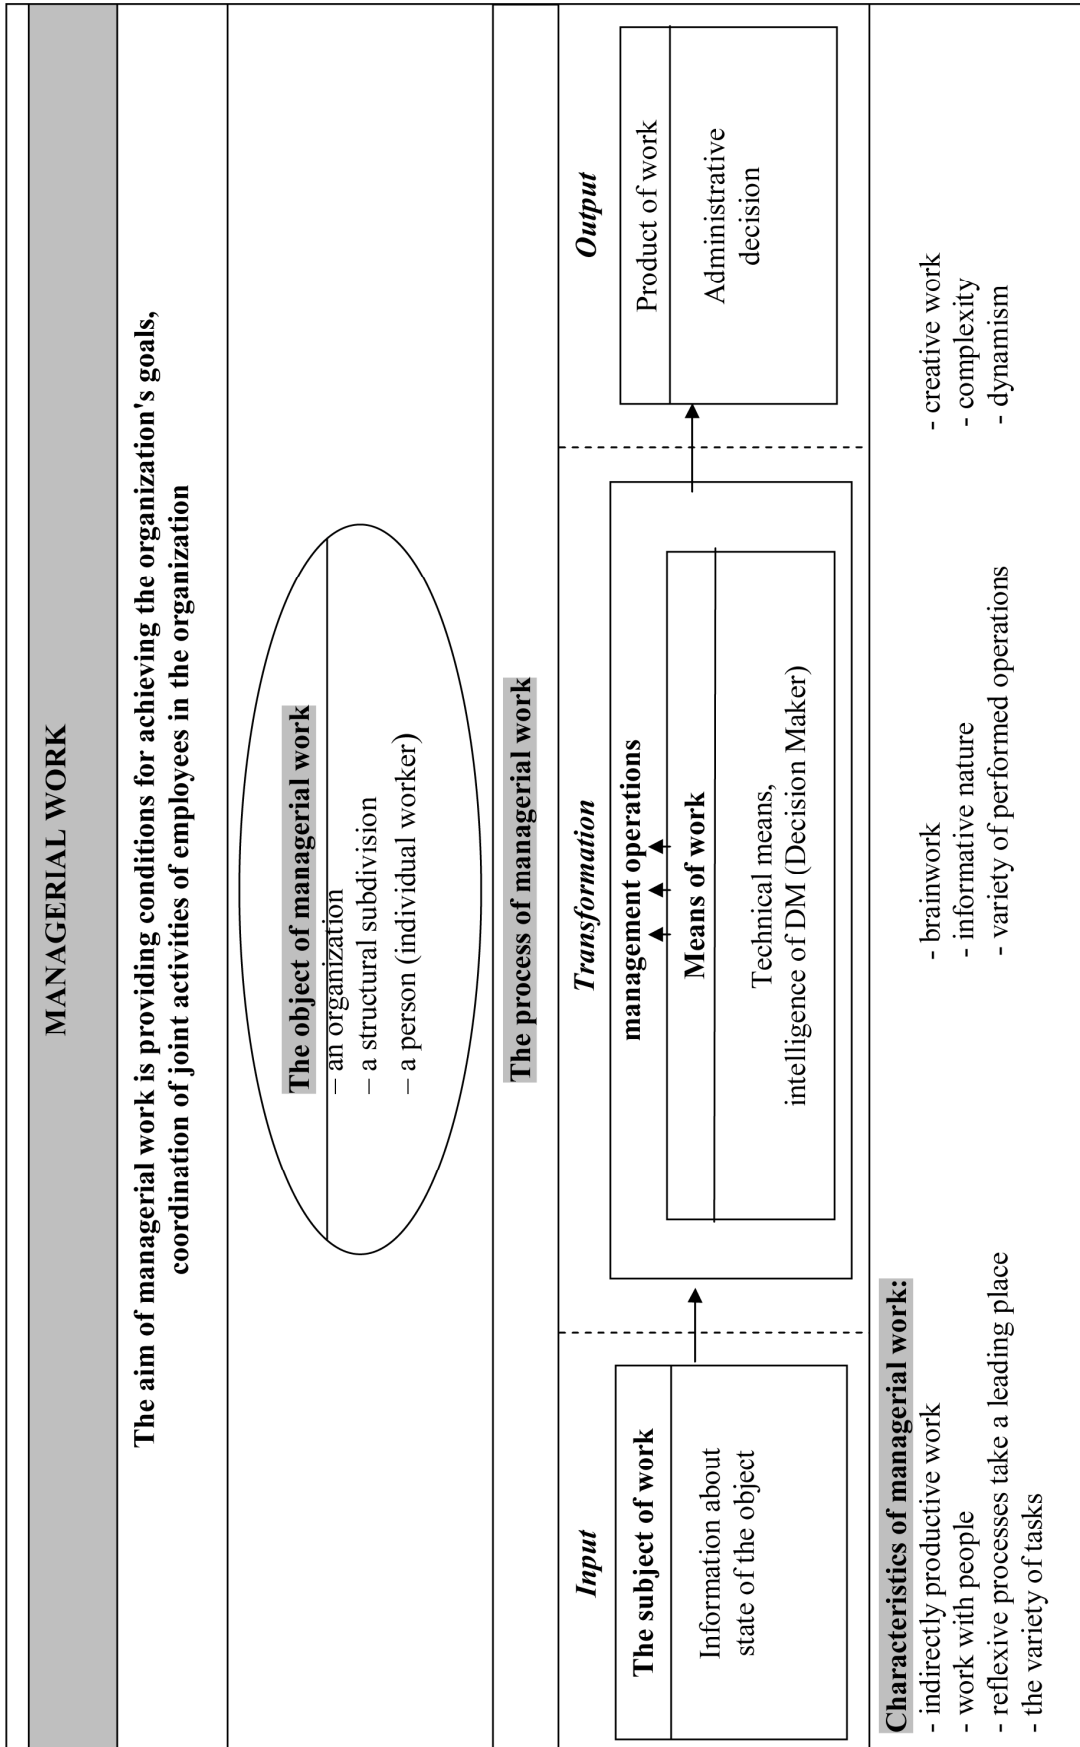 MANAGERIAL WORK
The aim of managerial work is providing conditions for achieving the organization's goals,
coordination of joint activities of employees in the organization
The object of managerial work
– an organization
– a structural subdivision
– a person (individual worker)
The process of managerial work
Input
The subject of work
Information about
state of the object
Transformation
management operations
Means of work
Technical means,
intelligence of DM (Decision Maker)
Output
Product of work
Administrative
decision
Characteristics of managerial work:
- indirectly productive work
- work with people
- reflexive processes take a leading place
- the variety of tasks
- brainwork
- informative nature
- variety of performed operations
- creative work
- complexity
- dynamism